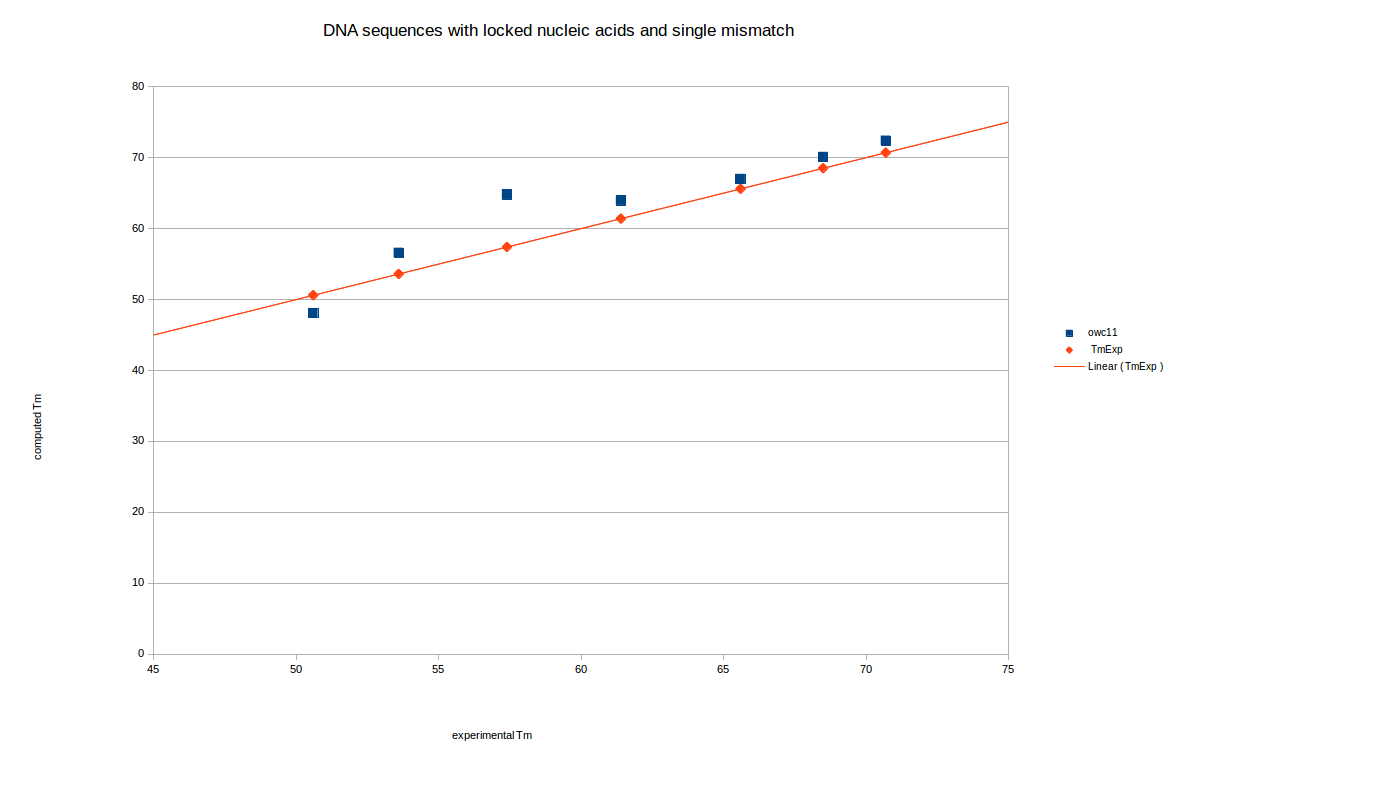 DNA sequences with locked nucleic acids and single mismatch
80
70
60
50
40
30
20
10
0
45 50 55 60 65 70 75
computed Tm
experimental Tm
owc11
TmExp
Linear ( TmExp )